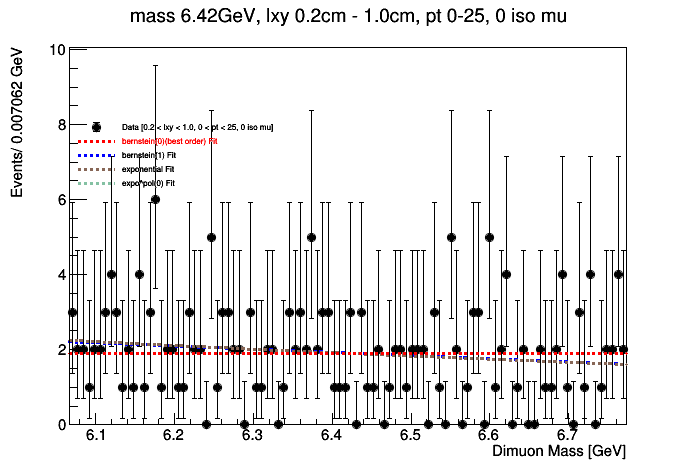 mass 6.42GeV, lxy 0.2cm - 1.0cm, pt 0-25, 0 iso mu
Events/ 0.007062 GeV
10
8
6
4
2
0
Data [0.2 < lxy < 1.0, 0 < pt < 25, 0 iso mu]
bernstein[0](best order) Fit
bernstein(1) Fit
exponential Fit
expo*pol(0) Fit
6.1 6.2 6.3 6.4 6.5 6.6 6.7
Dimuon Mass [GeV]